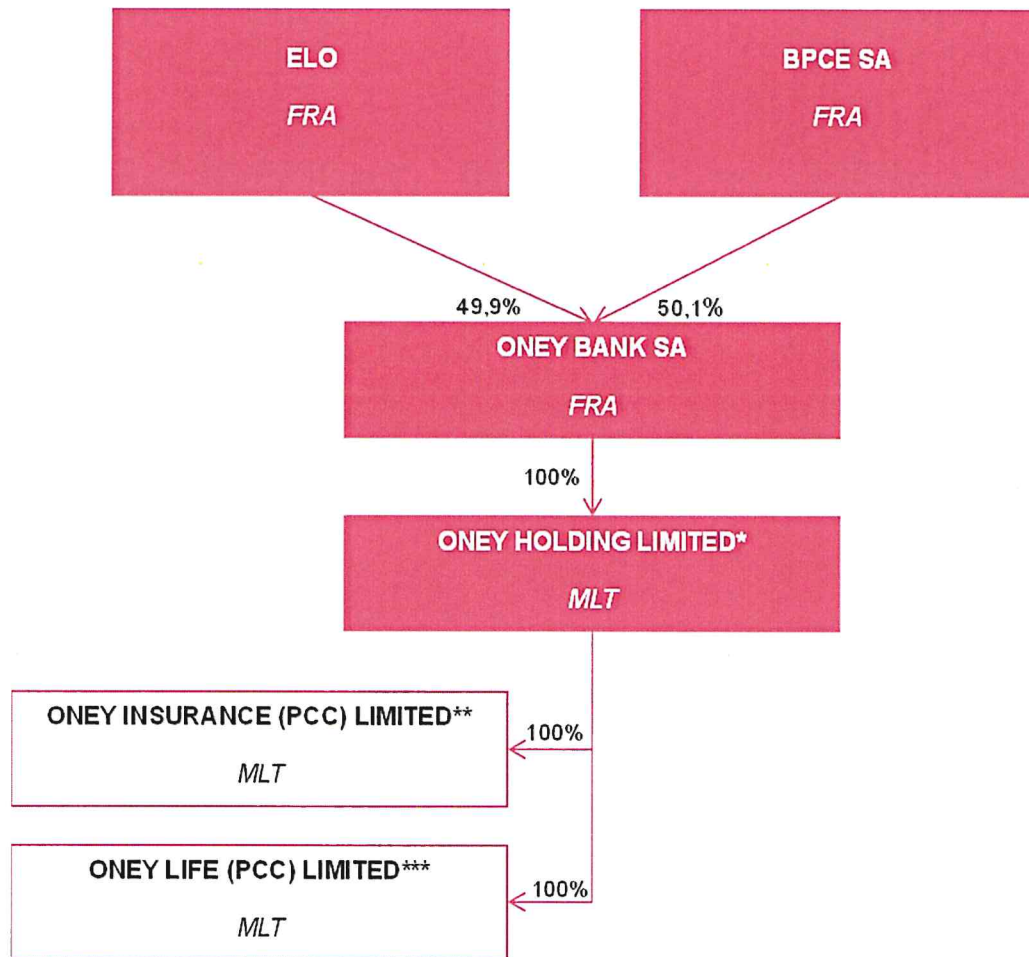 ELO
FRA
BPCE SA
FRA
49,9%
50,1%
ONEY BANK SA
FRA
100%
ONEY HOLDING LIMITED*
MLT
ONEY INSURANCE (PCC) LIMITED**
MLT
100%
ONEY LIFE (PCC) LIMITED***
MLT
100%